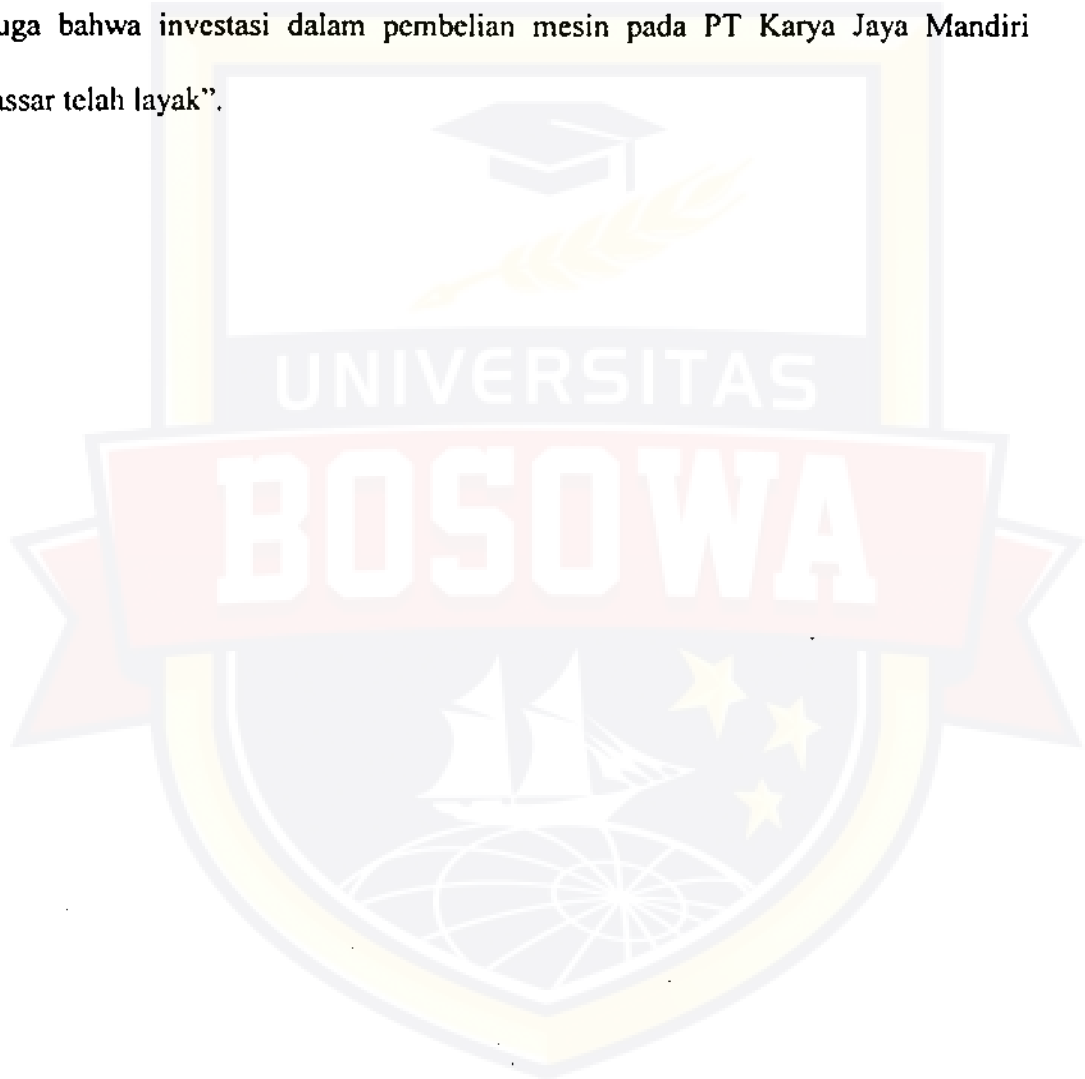 uga bahwa investasi dalam pembelian mesin pada PT Karya Jaya Mandiri
assar telah layak”.
UNIVERSITAS
BOSOWA